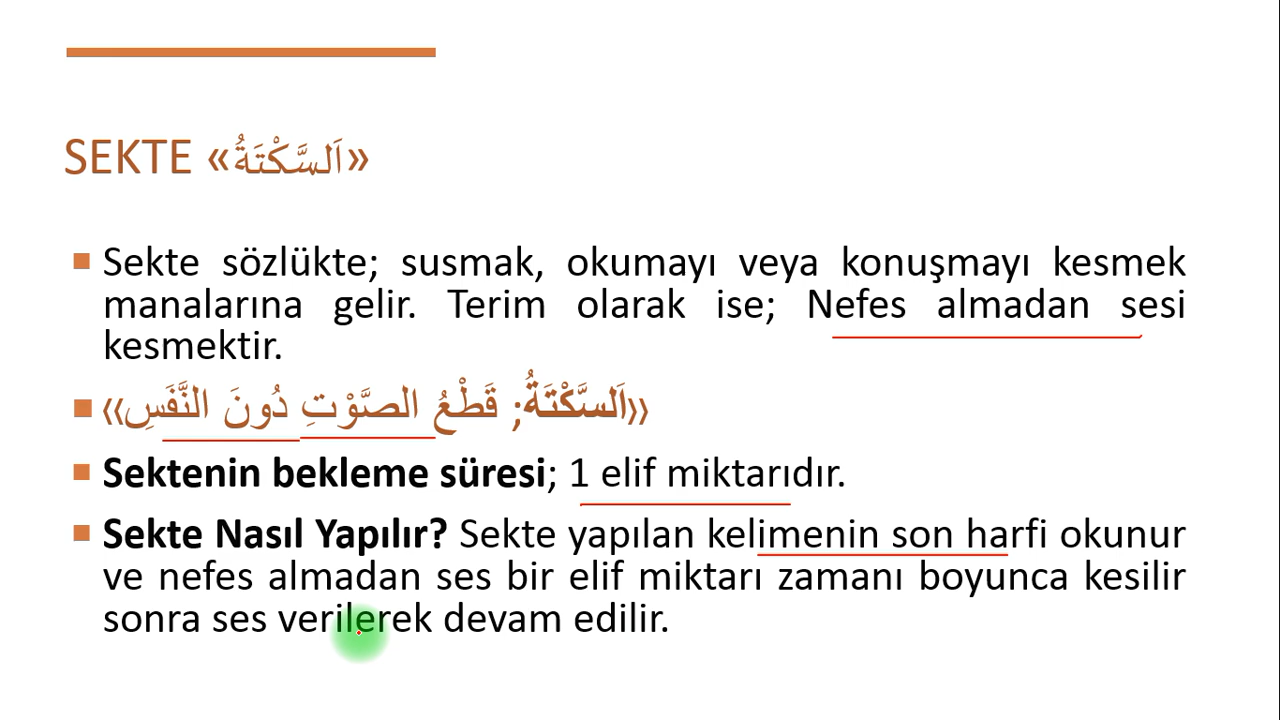 SEKTE «اَلسَّكْتَةُ»
Sekte sözlükte; susmak, okumayı veya konuşmayı kesmek
manalarına gelir. Terim olarak ise; Nefes almadan sesi
kesmektir.
«اَلسَّكْتَةُ; قَطْعُ الصَّوْتِ دُونَ النَّفَسِ»
Sektenin bekleme süresi; 1 elif miktarıdır.
Sekte Nasıl Yapılır? Sekte yapılan kelimenin son harfi okunur
ve nefes almadan ses bir elif miktarı zamanı boyunca kesilir
sonra ses verilerek devam edilir.